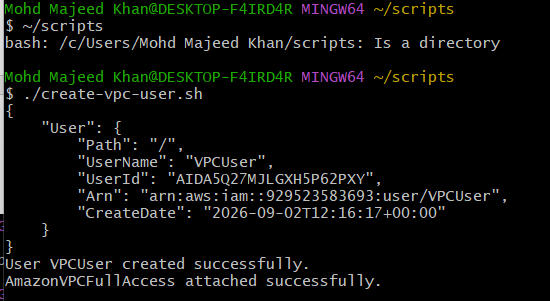 Mohd Majeed Khan@DESKTOP-F4IRD4R MINGW64 ~/scripts
$ ~/scripts
bash: /c/Users/Mohd Majeed Khan/scripts: Is a directory
Mohd Majeed Khan@DESKTOP-F4IRD4R MINGW64 ~/scripts
$ ./create-vpc-user.sh
{
    "User": {
        "Path": "/",
        "UserName": "VPCUser",
        "UserId": "AIDA5Q27MJLGXH5P62PXY",
        "Arn": "arn:aws:iam::929523583693:user/VPCUser",
        "CreateDate": "2026-09-02T12:16:17+00:00"
    }
}
User VPCUser created successfully.
AmazonVPCFullAccess attached successfully.